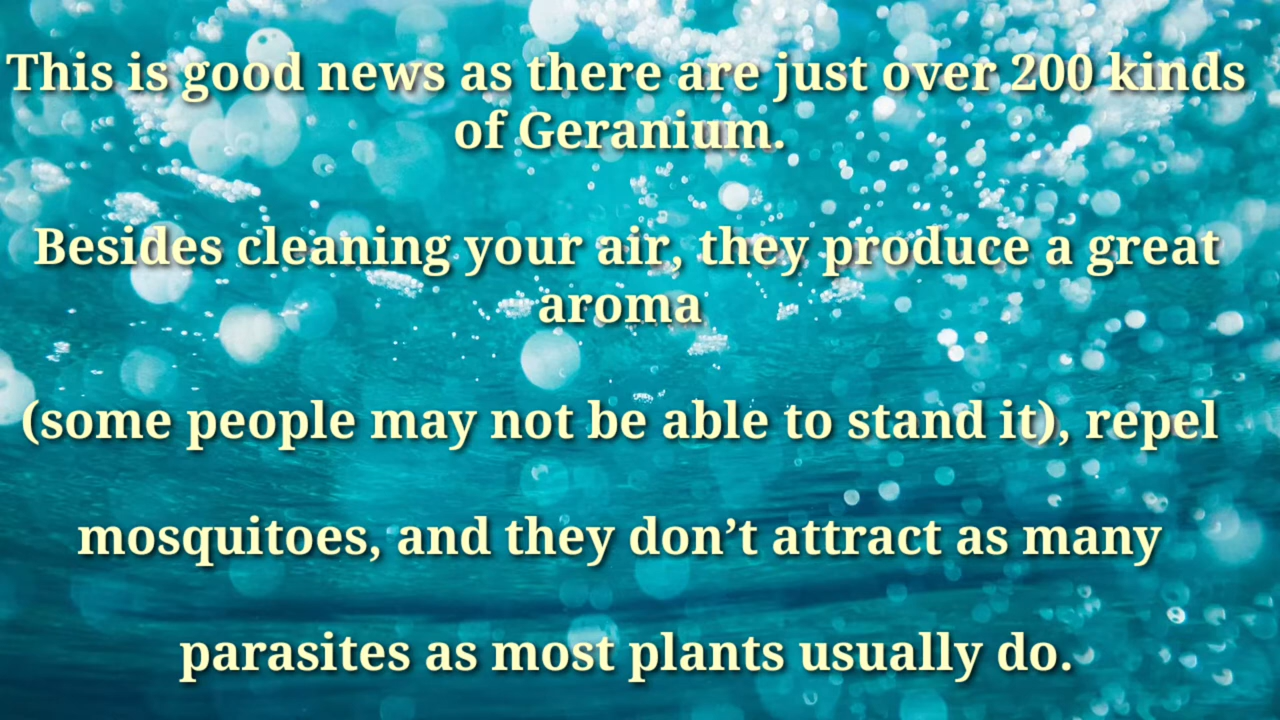 This is good news as there are just over 200 kinds
of Geranium.
Besides cleaning your air, they produce a great
aroma
(some people may not be able to stand it), repel
mosquitoes, and they don’t attract as many
parasites as most plants usually do.